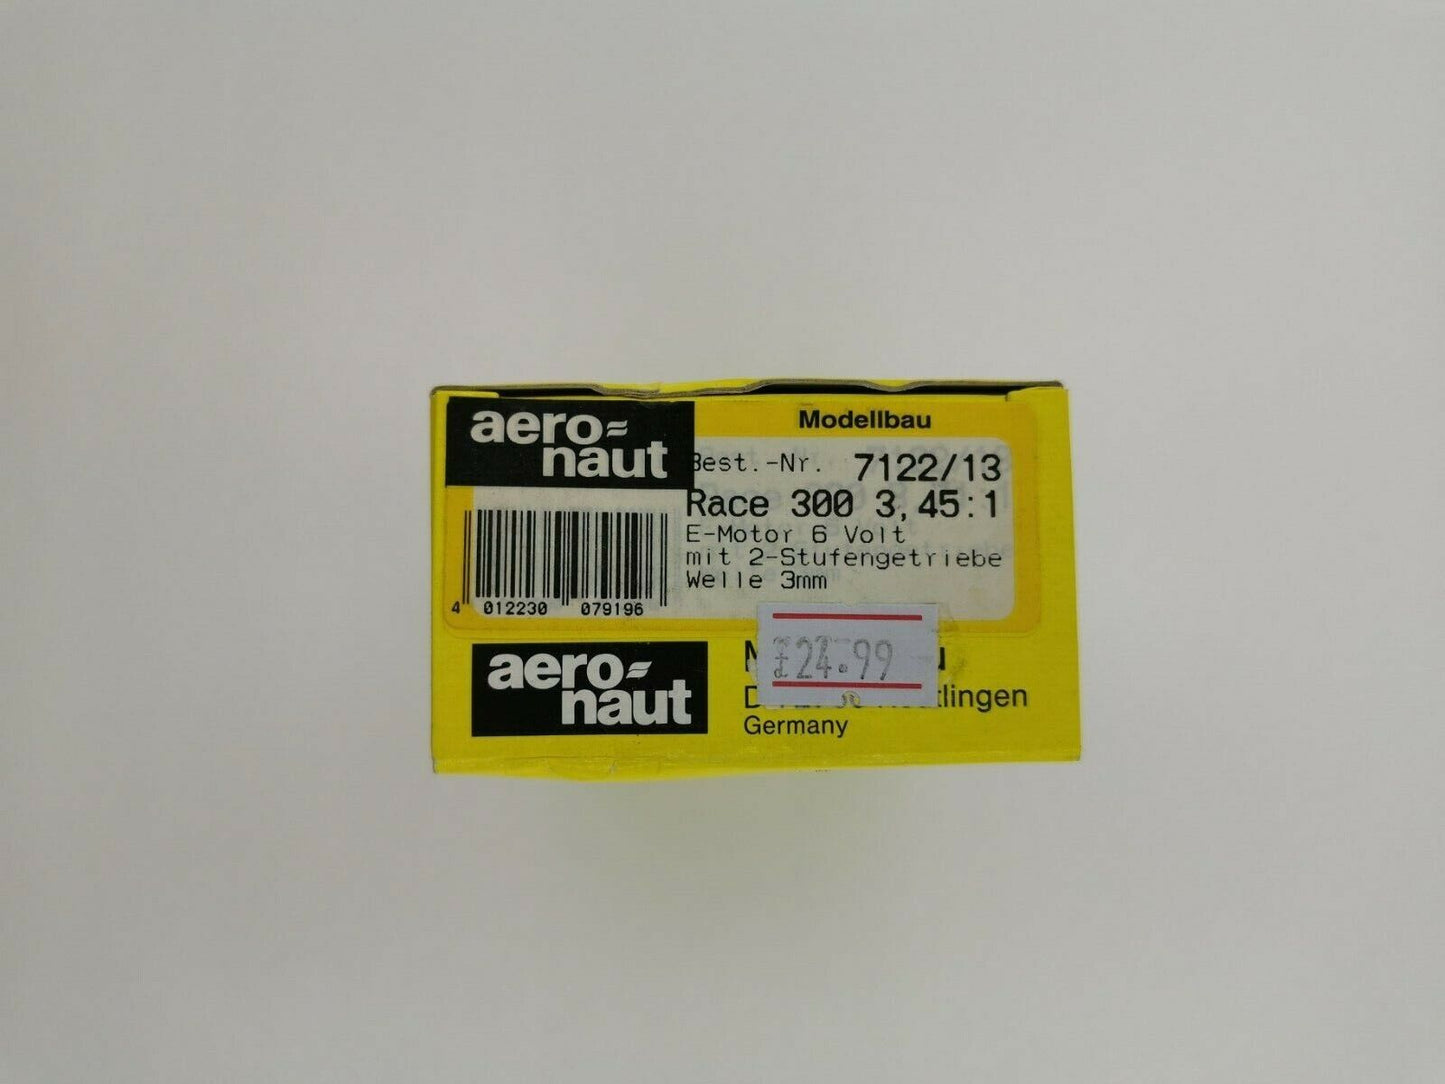 aero=
naut
Modellbau
Best.-Nr. 7122/13
Race 300 3,45:1
E-Motor 6 Volt
mit 2-Stufengetriebe
Welle 3mm
4 012230 079196
£24.99
aero=
naut
Germany